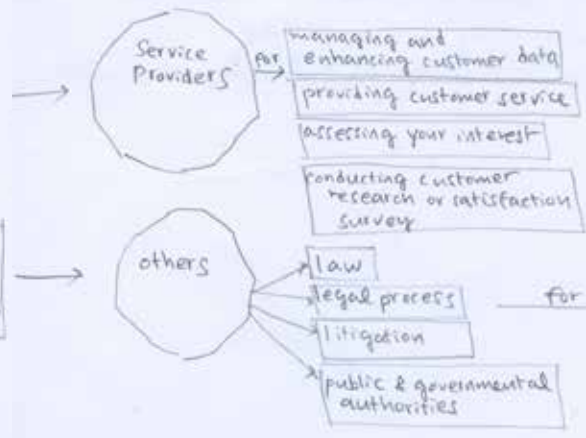 Service
Providers
for
managing and
enhancing customer data
providing customer service
assessing your interest
conducting customer
research or satisfaction
survey
others
law
legal process
for
litigation
public & governmental
authorities